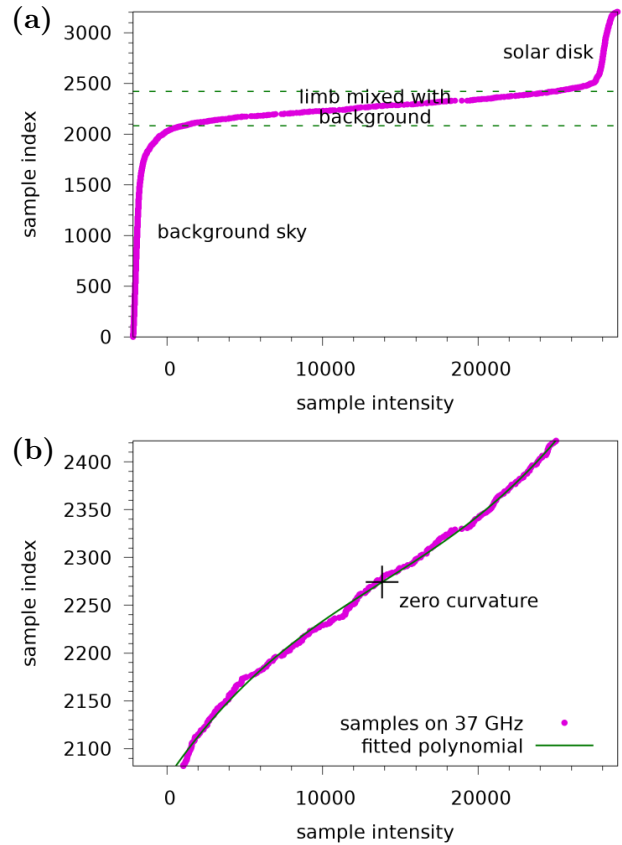 (a)
3000
2500
2000
1500
1000
500
0
sample index
solar disk
limb mixed with
background
background sky
0 10000 20000
sample intensity
(b)
2400
2350
2300
2250
2200
2150
2100
sample index
zero curvature
samples on 37 GHz
fitted polynomial
0 10000 20000
sample intensity